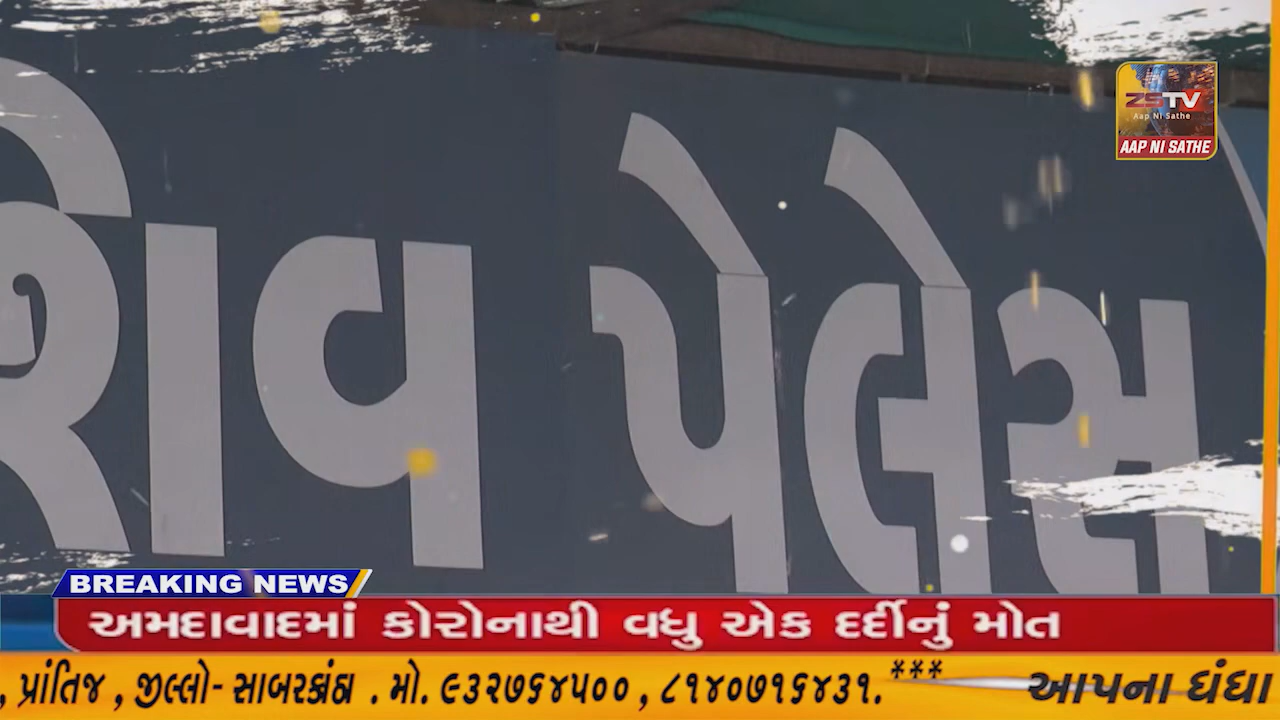 શિવ પેલેસ
ZSTV
Aap Ni Sathe
AAP NI SATHE
BREAKING NEWS
અમદાવાદમાં કોરોનાથી વધુ એક દર્દીનું મોત
, પ્રાંતિજ , જીલ્લો- સાબરકાંઠા . મો. ૯૩૨૭૬૪૫૦૦ , ૮૧૪૦૭૧૬૪૩૧.*** આપના ધંધા